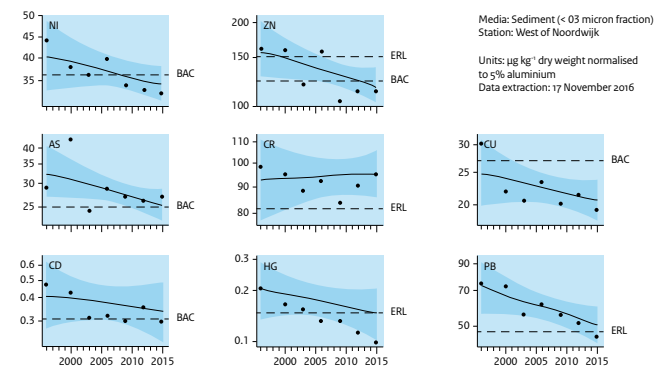 Media: Sediment (< 03 micron fraction)
Station: West of Noordwijk
Units: µg kg⁻¹ dry weight normalised
to 5% aluminium
Data extraction: 17 November 2016
NI
50
45
40
35
BAC
ZN
200
150
100
ERL
BAC
AS
40
35
30
25
BAC
CR
110
100
90
80
ERL
CU
30
25
20
BAC
CD
0.6
0.5
0.4
0.3
BAC
2000 2005 2010 2015
HG
0.3
0.2
0.1
ERL
2000 2005 2010 2015
PB
90
70
50
ERL
2000 2005 2010 2015